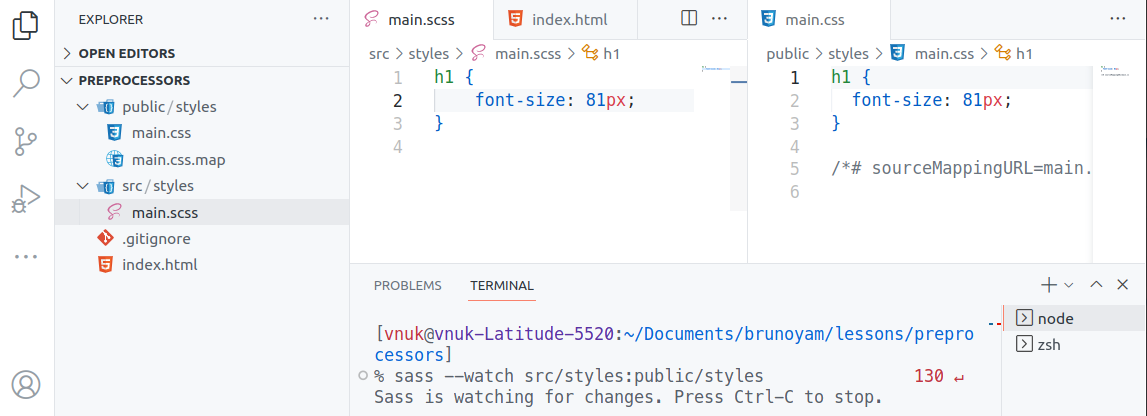 EXPLORER
OPEN EDITORS
PREPROCESSORS
public/styles
main.css
main.css.map
src/styles
main.scss
.gitignore
index.html
main.scss
index.html
src > styles > main.scss > h1
1 h1 {
2 font-size: 81px;
3 }
4
main.css
public > styles > main.css > h1
1 h1 {
2 font-size: 81px;
3 }
4
5 /*# sourceMappingURL=main.
6
PROBLEMS
TERMINAL
[vnuk@vnuk-Latitude-5520:~/Documents/brunoyam/lessons/prepro
cessors]
% sass --watch src/styles:public/styles 130 ↵
Sass is watching for changes. Press Ctrl-C to stop.
node
zsh